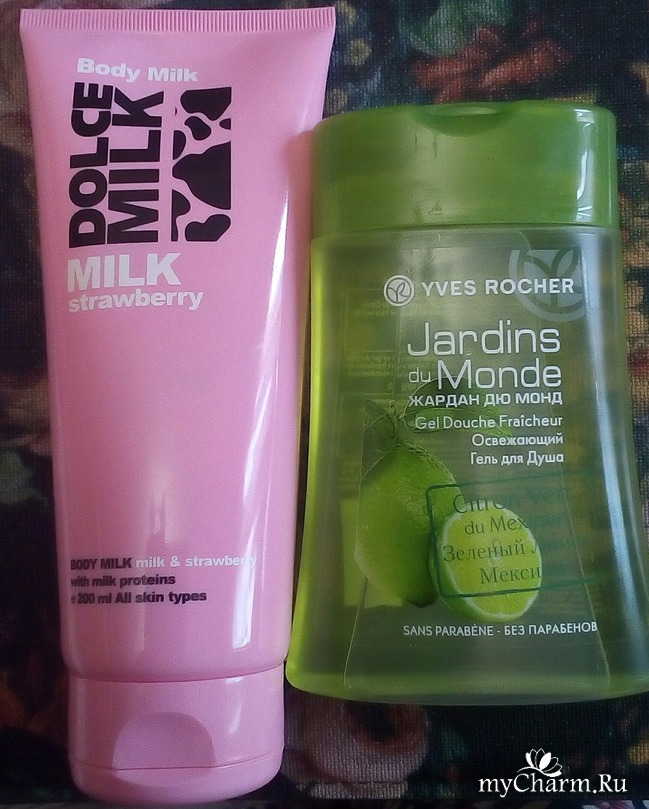 Body Milk
DOLCE
MILK
MILK
strawberry
BODY MILK milk & strawberry
with milk proteins
e 200 ml All skin types
YVES ROCHER
Jardins
du Monde
ЖАРДАН ДЮ МОНД
Gel Douche Fraîcheur
Освежающий
Гель для Душа
Citron
du
Зеленый
SANS PARABÈNE - БЕЗ ПАРАБЕНОВ
myCharm.Ru